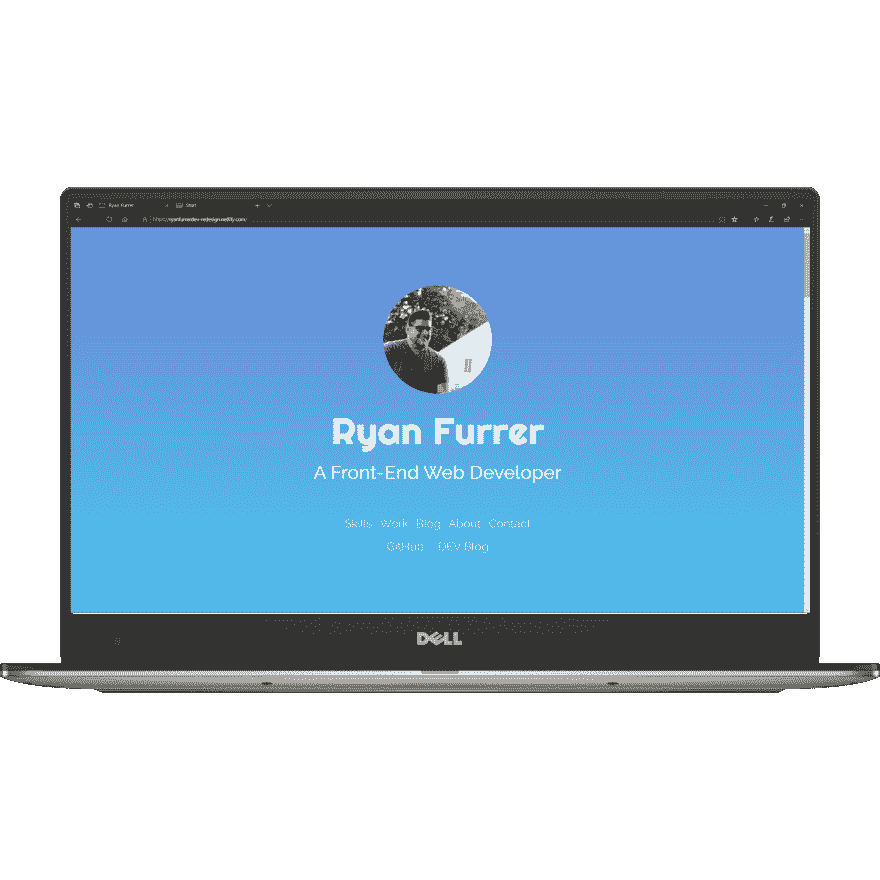 Ryan Furrer
Start
https://ryanfurrerdev-redesign.netlify.com/
Ryan Furrer
A Front-End Web Developer
Skills Work Blog About Contact
GitHub DEV Blog
DELL